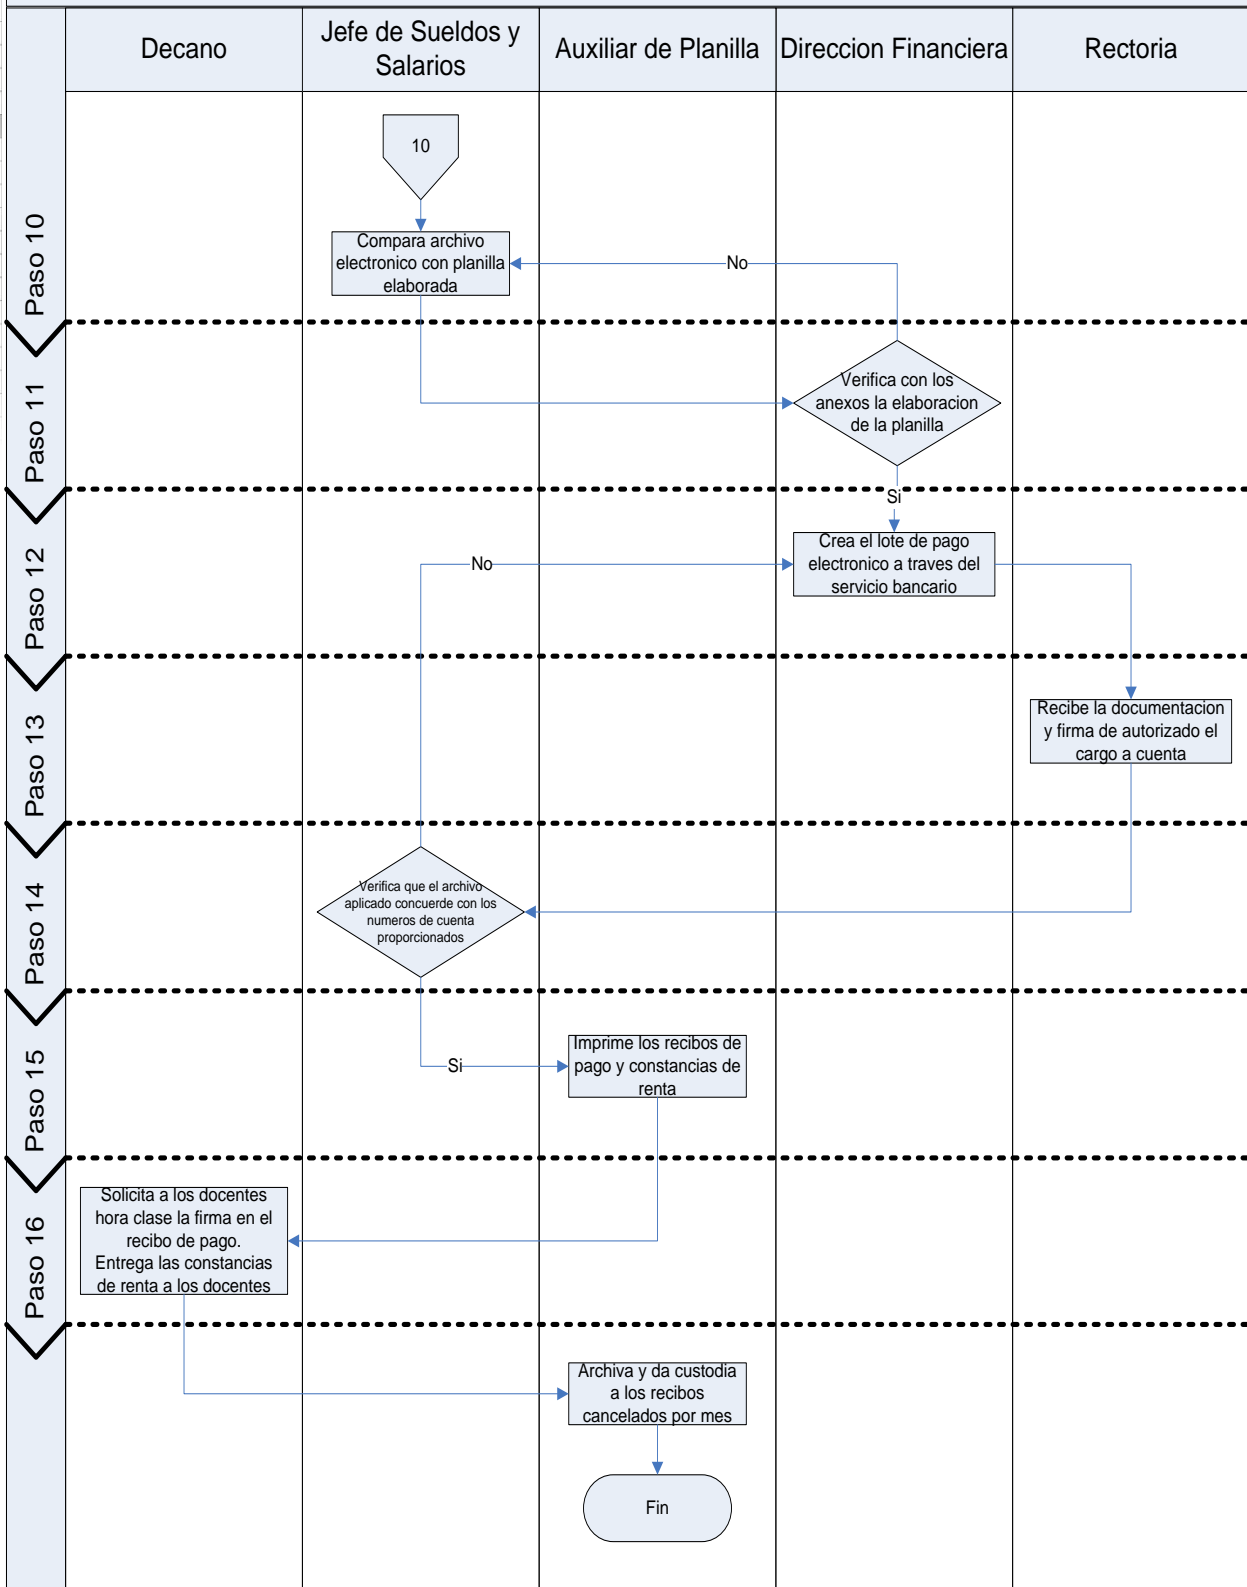 Decano
Jefe de Sueldos y
Salarios
Auxiliar de Planilla
Direccion Financiera
Rectoria
Paso 10
10
Compara archivo
electronico con planilla
elaborada
No
Paso 11
Verifica con los
anexos la elaboracion
de la planilla
Si
Paso 12
No
Crea el lote de pago
electronico a traves del
servicio bancario
Paso 13
Recibe la documentacion
y firma de autorizado el
cargo a cuenta
Paso 14
Verifica que el archivo
aplicado concuerde con los
numeros de cuenta
proporcionados
Paso 15
Si
Imprime los recibos de
pago y constancias de
renta
Paso 16
Solicita a los docentes
hora clase la firma en el
recibo de pago.
Entrega las constancias
de renta a los docentes
Archiva y da custodia
a los recibos
cancelados por mes
Fin